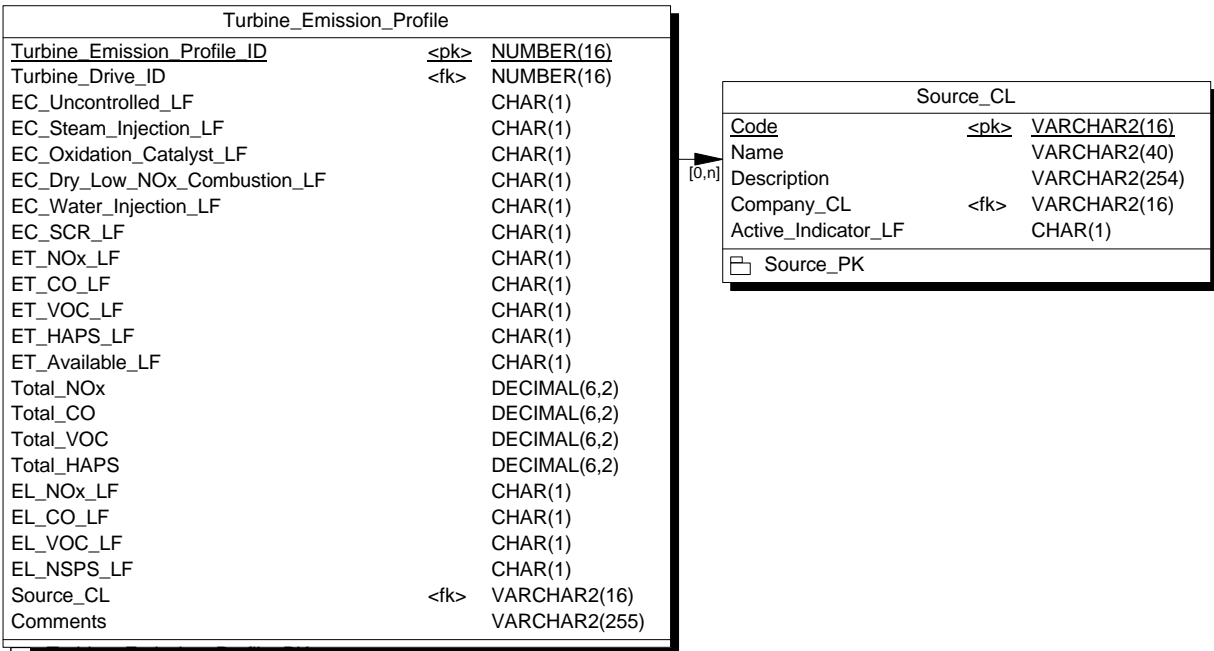 Turbine_Emission_Profile
Turbine_Emission_Profile_ID <pk> NUMBER(16)
Turbine_Drive_ID <fk> NUMBER(16)
EC_Uncontrolled_LF CHAR(1)
EC_Steam_Injection_LF CHAR(1)
EC_Oxidation_Catalyst_LF CHAR(1)
EC_Dry_Low_NOx_Combustion_LF CHAR(1)
EC_Water_Injection_LF CHAR(1)
EC_SCR_LF CHAR(1)
ET_NOx_LF CHAR(1)
ET_CO_LF CHAR(1)
ET_VOC_LF CHAR(1)
ET_HAPS_LF CHAR(1)
ET_Available_LF CHAR(1)
Total_NOx DECIMAL(6,2)
Total_CO DECIMAL(6,2)
Total_VOC DECIMAL(6,2)
Total_HAPS DECIMAL(6,2)
EL_NOx_LF CHAR(1)
EL_CO_LF CHAR(1)
EL_VOC_LF CHAR(1)
EL_NSPS_LF CHAR(1)
Source_CL <fk> VARCHAR2(16)
Comments VARCHAR2(255)
[0,n]
Source_CL
Code <pk> VARCHAR2(16)
Name VARCHAR2(40)
Description VARCHAR2(254)
Company_CL <fk> VARCHAR2(16)
Active_Indicator_LF CHAR(1)
Source_PK